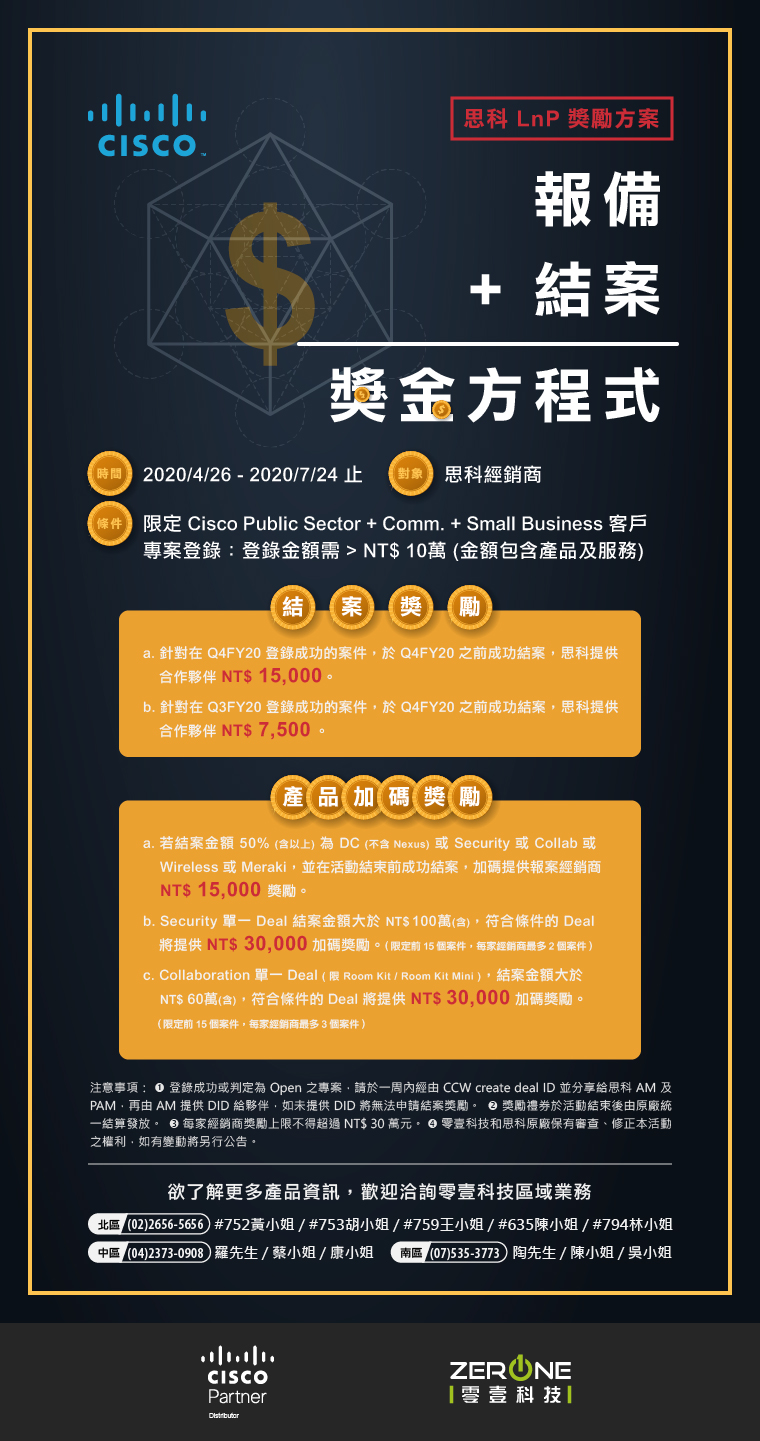 CISCO
TM
思科 LnP 獎勵方案
報備
+ 結案
獎金方程式
時間 2020/4/26 - 2020/7/24 止 對象 思科經銷商
條件 限定 Cisco Public Sector + Comm. + Small Business 客戶
專案登錄：登錄金額需 > NT$ 10萬 (金額包含產品及服務)
結案獎勵
a. 針對在 Q4FY20 登錄成功的案件，於 Q4FY20 之前成功結案，思科提供
合作夥伴 NT$ 15,000。
b. 針對在 Q3FY20 登錄成功的案件，於 Q4FY20 之前成功結案，思科提供
合作夥伴 NT$ 7,500 。
產品加碼獎勵
a. 若結案金額 50% (含以上) 為 DC (不含 Nexus) 或 Security 或 Collab 或
Wireless 或 Meraki，並在活動結束前成功結案，加碼提供報案經銷商
NT$ 15,000 獎勵。
b. Security 單一 Deal 結案金額大於 NT$ 100萬(含)，符合條件的 Deal
將提供 NT$ 30,000 加碼獎勵。(限定前 15 個案件，每家經銷商最多 2 個案件)
c. Collaboration 單一 Deal ( 限 Room Kit / Room Kit Mini )，結案金額大於
NT$ 60萬(含)，符合條件的 Deal 將提供 NT$ 30,000 加碼獎勵。
(限定前 15 個案件，每家經銷商最多 3 個案件)
注意事項： ❶ 登錄成功或判定為 Open 之專案，請於一周內經由 CCW create deal ID 並分享給思科 AM 及
PAM，再由 AM 提供 DID 給夥伴，如未提供 DID 將無法申請結案獎勵。 ❷ 獎勵禮券於活動結束後由原廠統
一結算發放。 ❸ 每家經銷商獎勵上限不得超過 NT$ 30 萬元。 ❹ 零壹科技和思科原廠保有審查、修正本活動
之權利，如有變動將另行公告。
欲了解更多產品資訊，歡迎洽詢零壹科技區域業務
北區 (02)2656-5656 #752黃小姐 / #753胡小姐 / #759王小姐 / #635陳小姐 / #794林小姐
中區 (04)2373-0908 羅先生 / 蔡小姐 / 康小姐 南區 (07)535-3773 陶先生 / 陳小姐 / 吳小姐
CISCO
Partner
Distributor
ZERONE
零壹科技